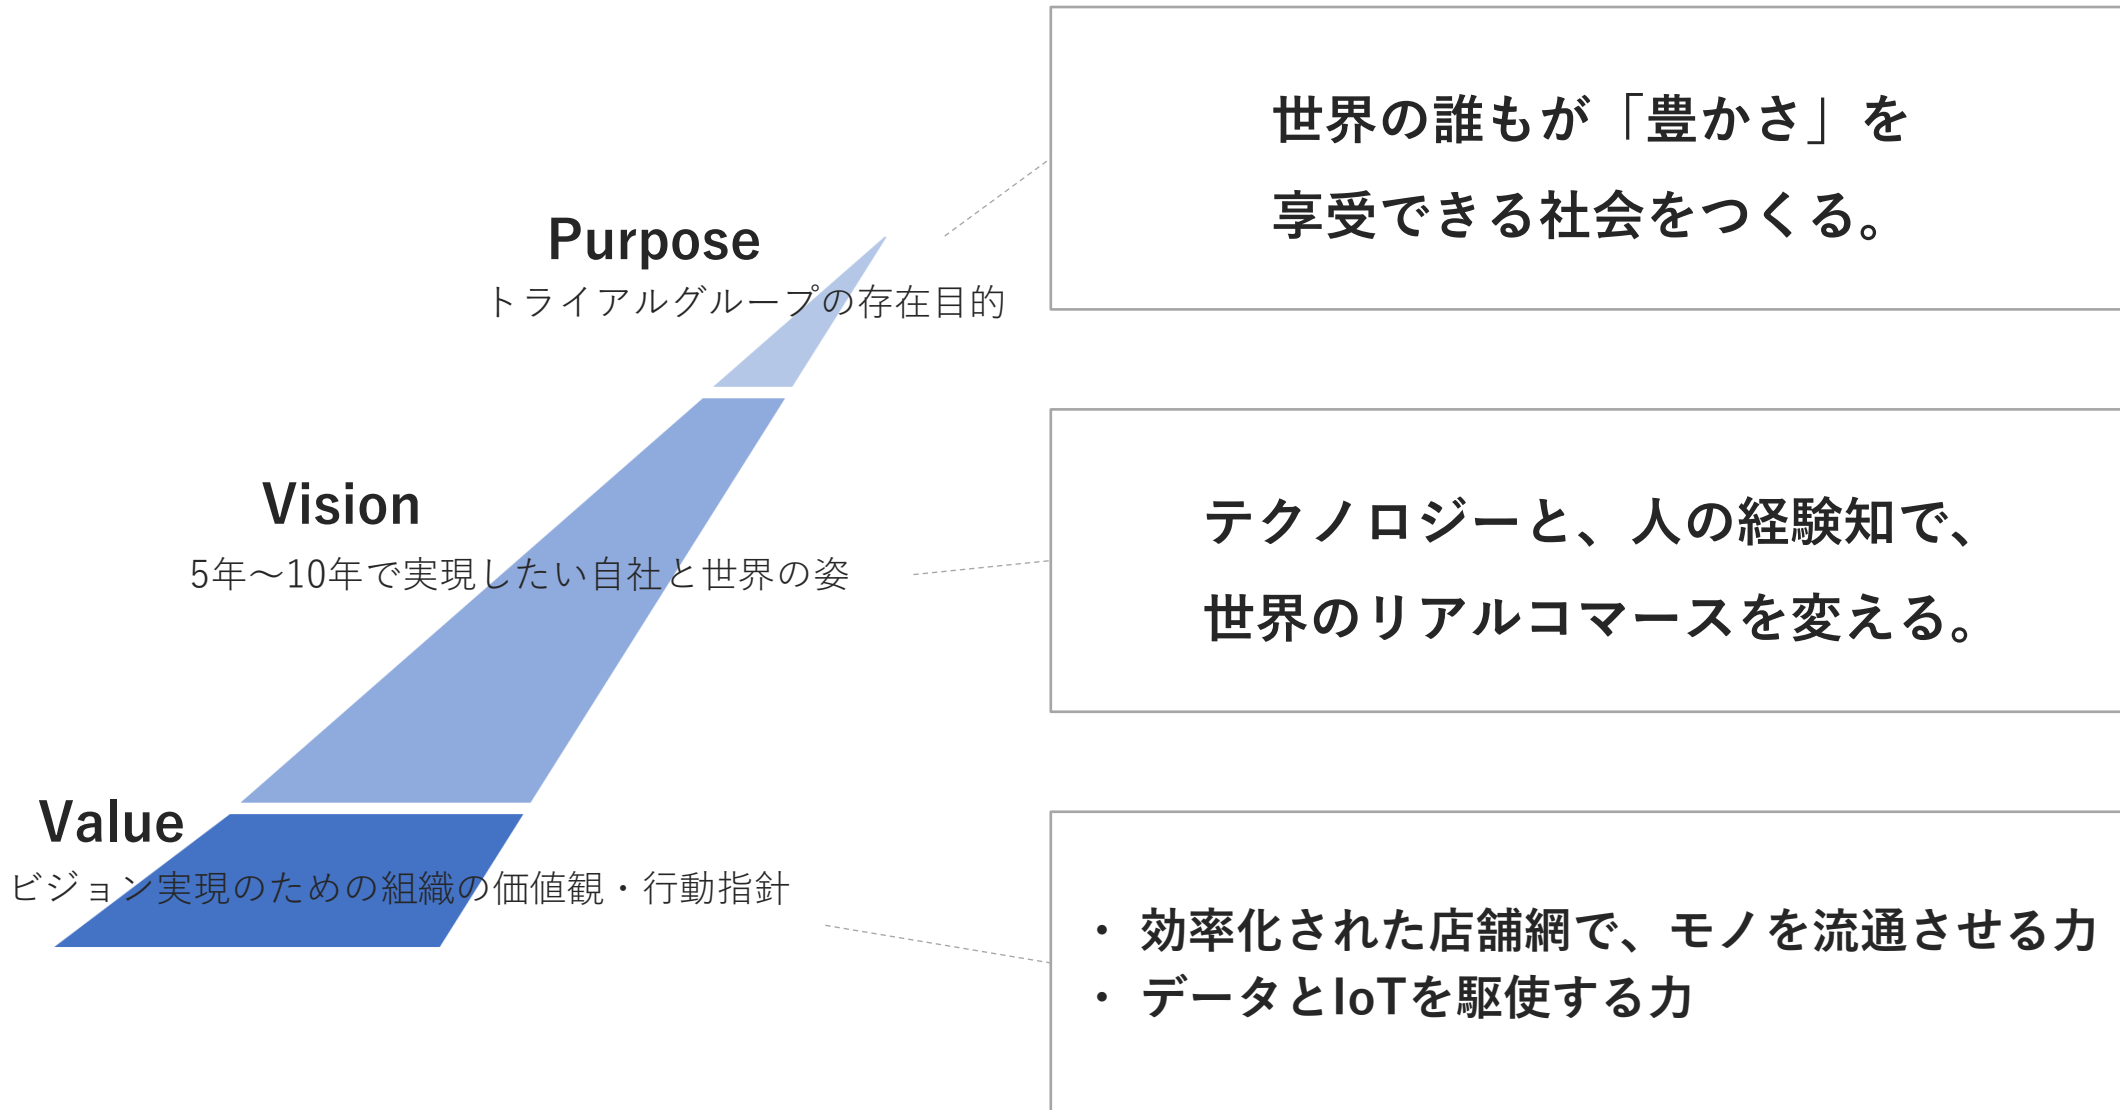 Purpose
トライアルグループの存在目的
世界の誰もが「豊かさ」を
享受できる社会をつくる。
Vision
5年～10年で実現したい自社と世界の姿
テクノロジーと、人の経験知で、
世界のリアルコマースを変える。
Value
ビジョン実現のための組織の価値観・行動指針
・ 効率化された店舗網で、モノを流通させる力
・ データとIoTを駆使する力